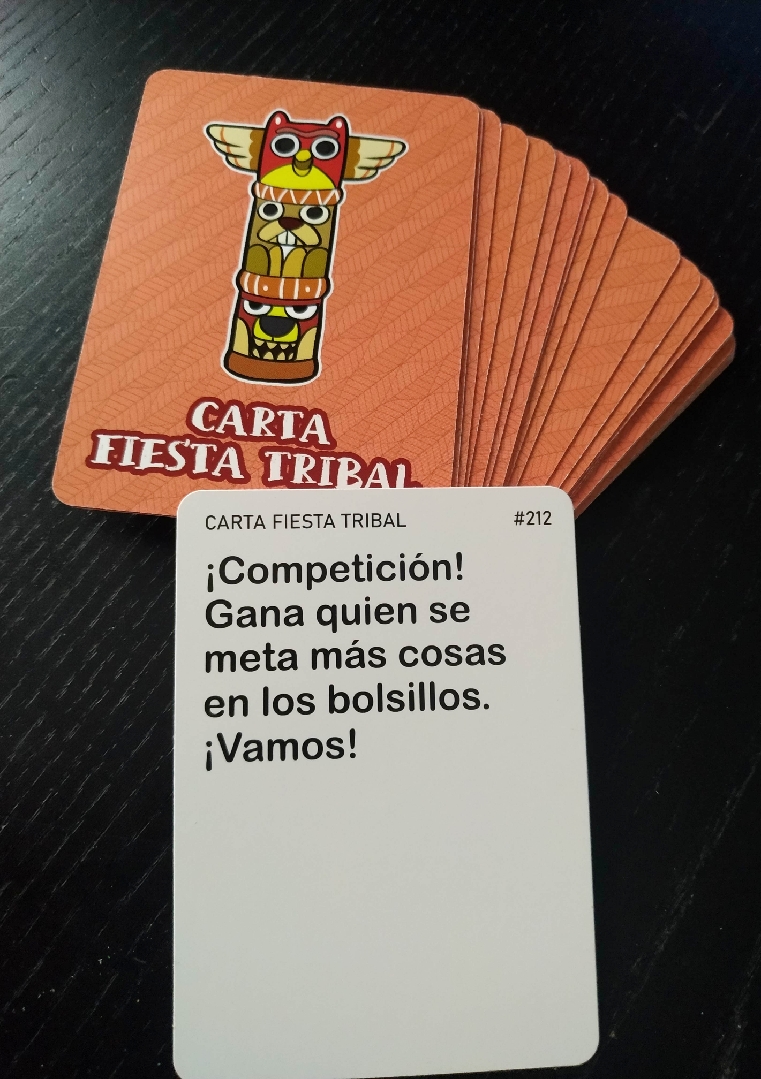 CARTA
FIESTA TRIBAL
CARTA FIESTA TRIBAL #212
¡Competición!
Gana quien se
meta más cosas
en los bolsillos.
¡Vamos!